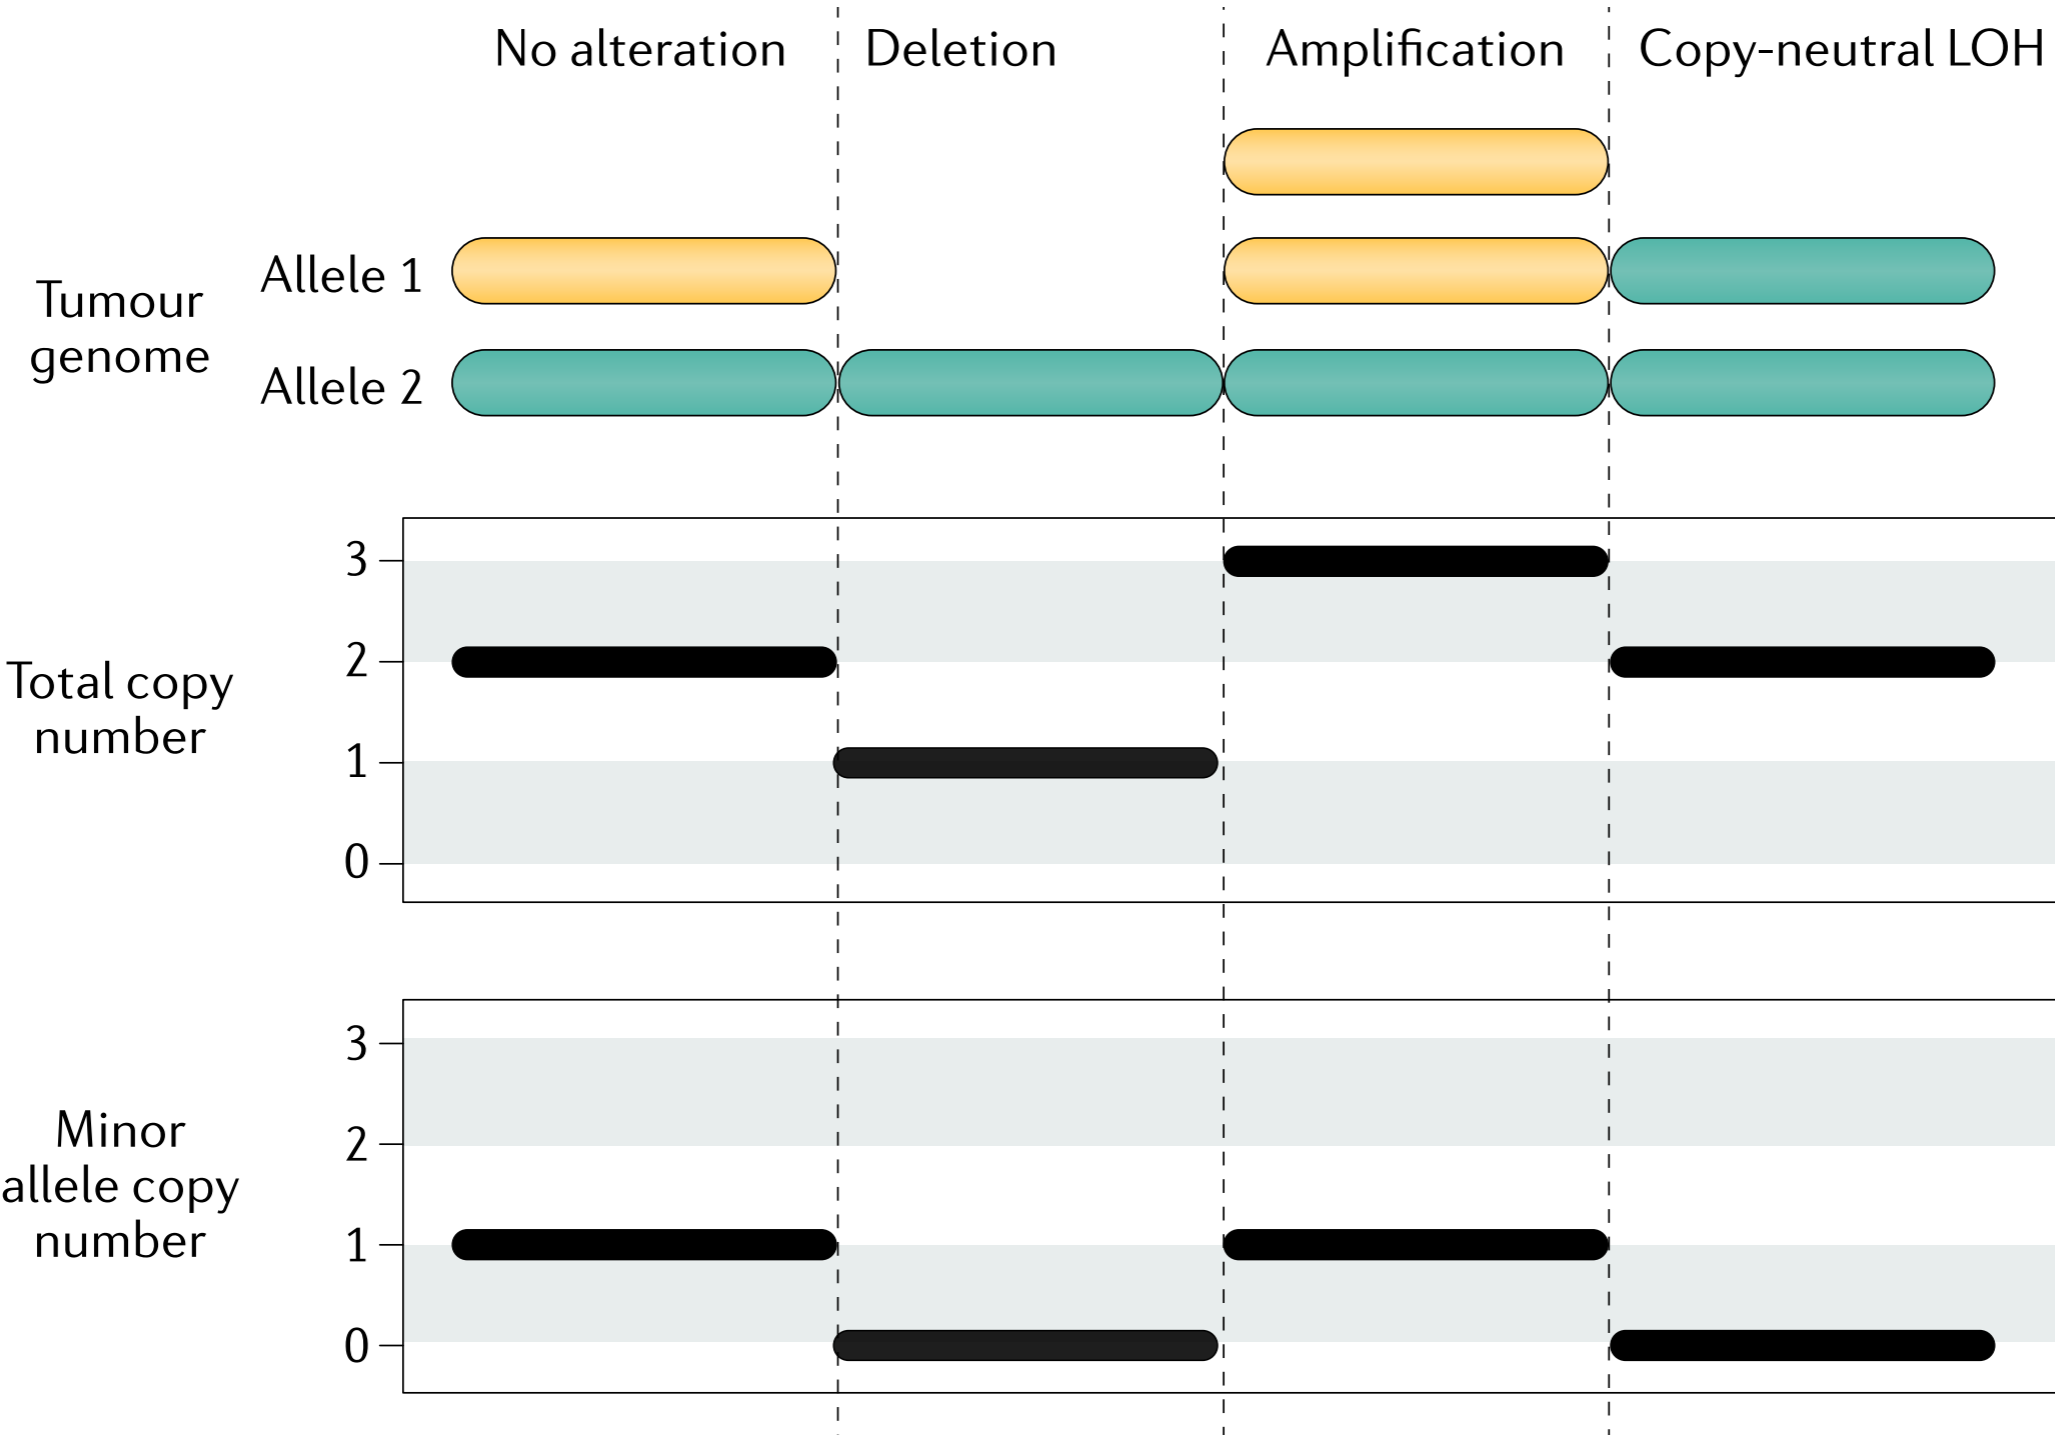 No alteration
Deletion
Amplification
Copy-neutral LOH
Tumour
genome
Allele 1
Allele 2
Total copy
number
3
2
1
0
Minor
allele copy
number
3
2
1
0